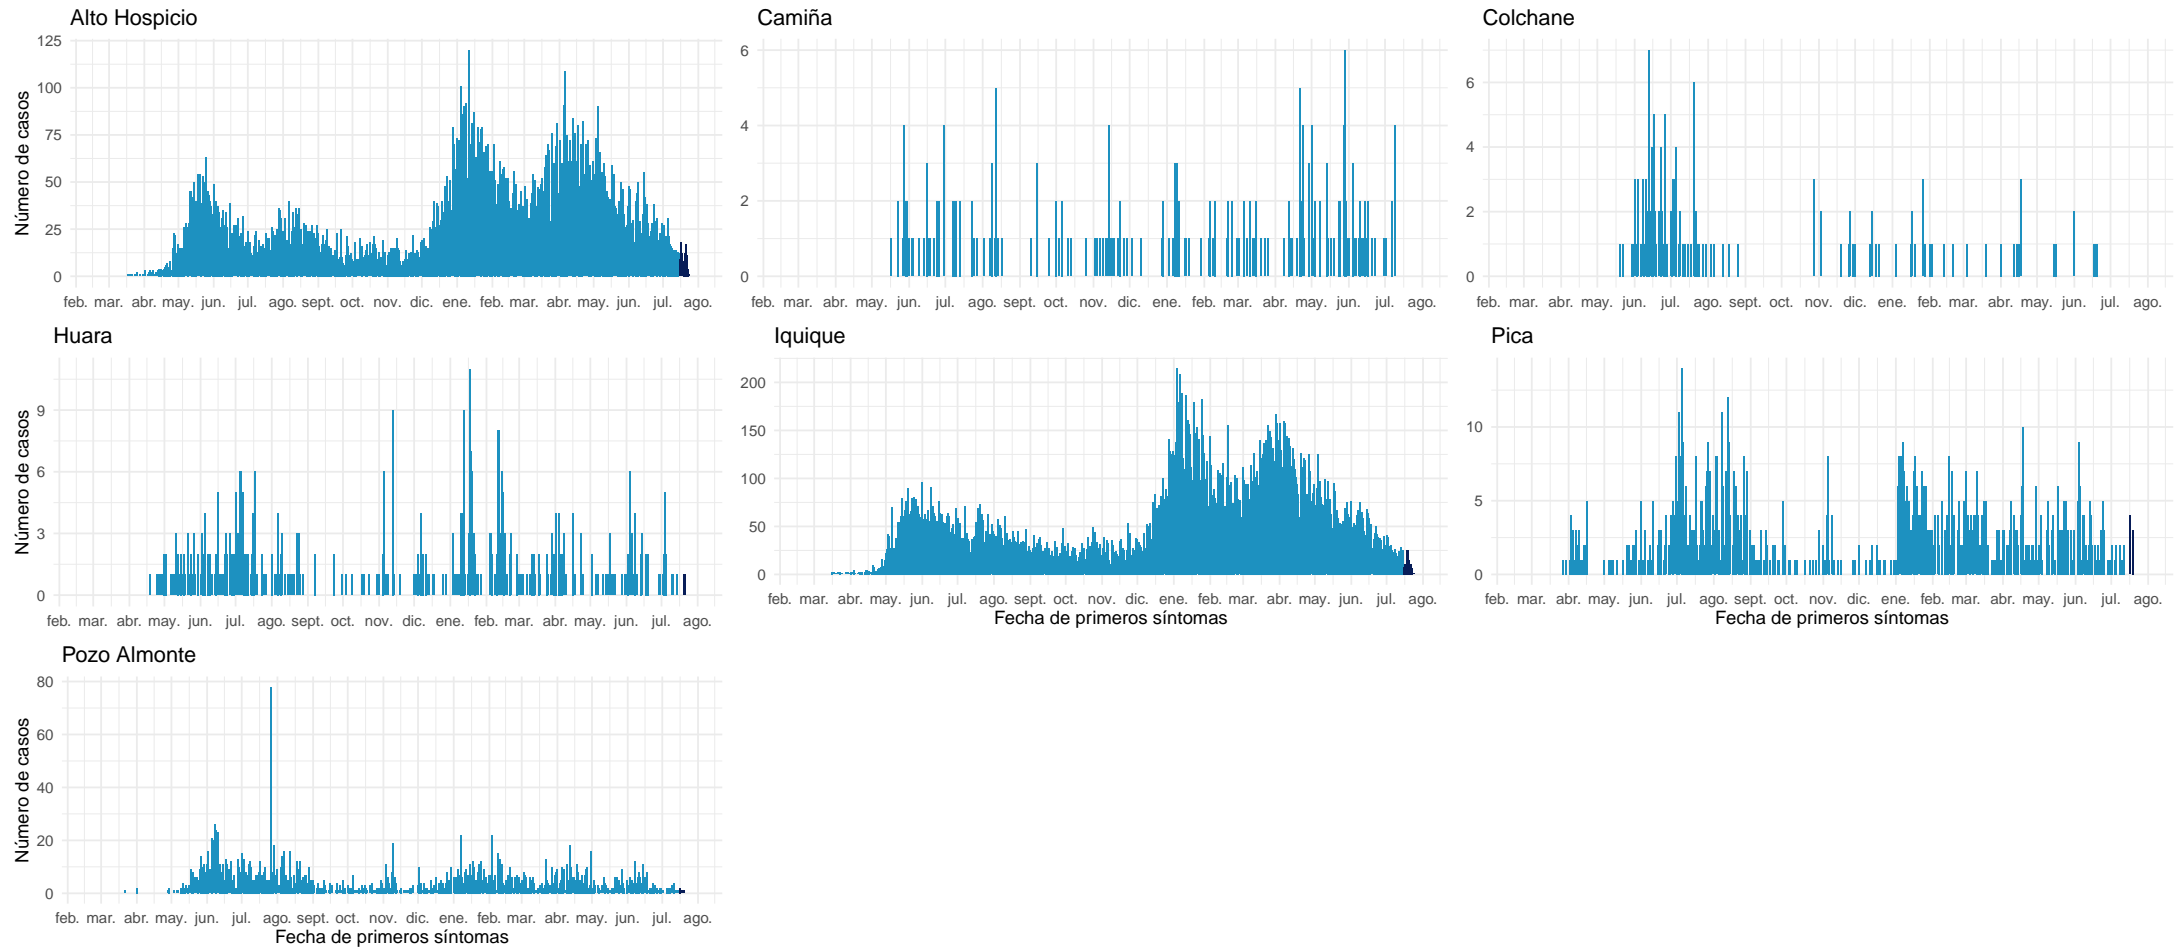 Alto Hospicio
Número de casos
125
100
75
50
25
0
feb. mar. abr. may. jun. jul. ago. sept. oct. nov. dic. ene. feb. mar. abr. may. jun. jul. ago.
Camiña
6
4
2
0
feb. mar. abr. may. jun. jul. ago. sept. oct. nov. dic. ene. feb. mar. abr. may. jun. jul. ago.
Colchane
6
4
2
0
feb. mar. abr. may. jun. jul. ago. sept. oct. nov. dic. ene. feb. mar. abr. may. jun. jul. ago.
Huara
Número de casos
9
6
3
0
feb. mar. abr. may. jun. jul. ago. sept. oct. nov. dic. ene. feb. mar. abr. may. jun. jul. ago.
Iquique
200
150
100
50
0
feb. mar. abr. may. jun. jul. ago. sept. oct. nov. dic. ene. feb. mar. abr. may. jun. jul. ago.
Fecha de primeros síntomas
Pica
10
5
0
feb. mar. abr. may. jun. jul. ago. sept. oct. nov. dic. ene. feb. mar. abr. may. jun. jul. ago.
Fecha de primeros síntomas
Pozo Almonte
Número de casos
80
60
40
20
0
feb. mar. abr. may. jun. jul. ago. sept. oct. nov. dic. ene. feb. mar. abr. may. jun. jul. ago.
Fecha de primeros síntomas